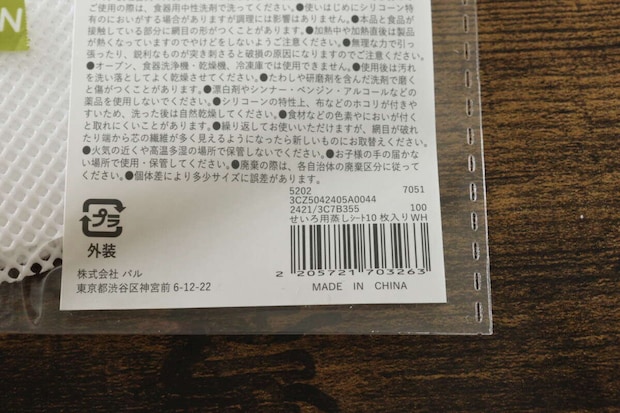 N
ご使用の際は、食器用中性洗剤で洗ってください。●使いはじめにシリコーン特
有のにおいがする場合がありますが調理には影響はありません。●本品と食品が
接触している部分に網目の形がつくことがあります。●加熱中や加熱直後は製品
が熱くなっていますのでやけどをしないようご注意ください。●無理な力で引っ
張ったり、鋭利なものが突き刺さると破損の原因になりますのでご注意ください。
●オーブン、食器洗浄機・乾燥機、冷凍庫では使用できません。●使用後は汚れ
を洗い落としてよく乾燥させてください。●たわしや研磨剤を含んだ洗剤で磨く
と傷がつくことがあります。●漂白剤やシンナー・ベンジン・アルコールなどの
薬品を使用しないでください。●シリコーンの特性上、布などのホコリが付きや
すいため、洗った後は自然乾燥してください。●食材などの色素やにおいが付く
と取れにくいことがあります。●繰り返してお使いいただけますが、網目が破れ
たり端から芯の繊維が多く見えるようになったら新しいものにお取替えください。
●火気の近くや高温多湿の場所で保管しないでください。●お子様の手の届かな
い場所で使用・保管してください。●廃棄の際は、各自治体の廃棄区分に従って
ください。●個体差により多少サイズに誤差があります。
5202 7051
3CZ5042405A0044
2421/3C7B355 100
せいろ用蒸しシート10枚入りWH
プラ
外装
2 205721 703263
株式会社 パル
東京都渋谷区神宮前 6-12-22
MADE IN CHINA